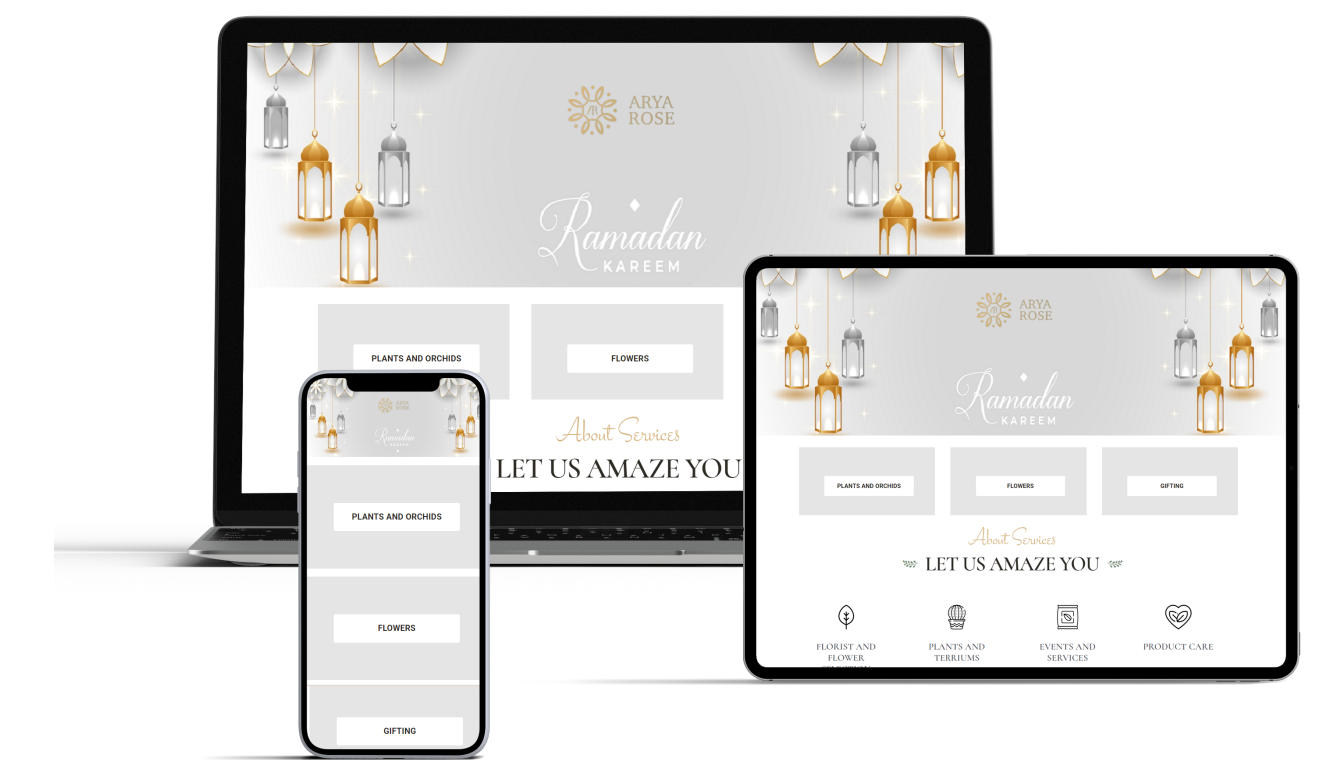 ARYA
ROSE
Ramadan
KAREEM
PLANTS AND ORCHIDS
FLOWERS
About Services
LET US AMAZE YOU
ARYA
ROSE
Ramadan
KAREEM
PLANTS AND ORCHIDS
FLOWERS
GIFTING
ARYA
ROSE
Ramadan
KAREEM
PLANTS AND ORCHIDS
FLOWERS
GIFTING
About Services
LET US AMAZE YOU
FLORIST AND
FLOWER
PLANTS AND
TERRIUMS
EVENTS AND
SERVICES
PRODUCT CARE